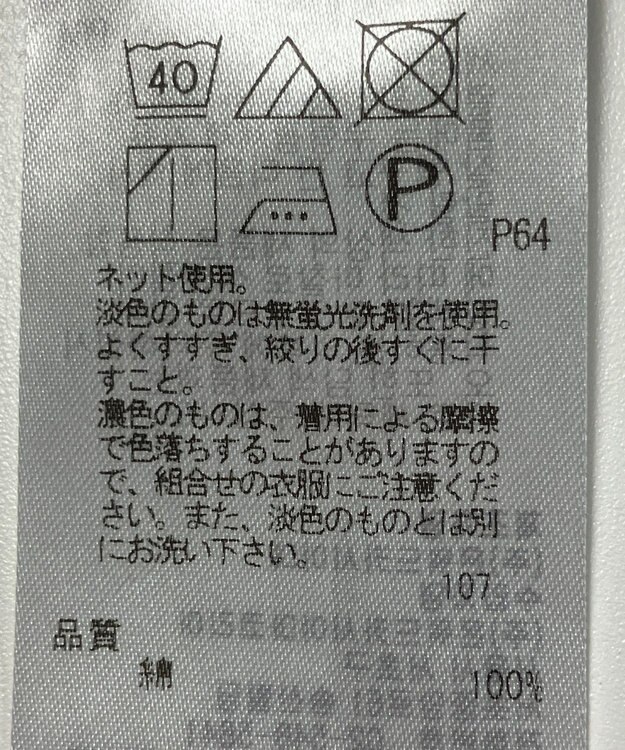 40
P
P64
ネット使用。
淡色のものは無蛍光洗剤を使用。
よくすすぎ、絞りの後すぐに干
すこと。
濃色のものは、着用による摩擦
で色落ちすることがありますの
で、組合せの衣服にご注意くだ
さい。また、淡色のものとは別
にお洗い下さい。
107
品質
綿 100%